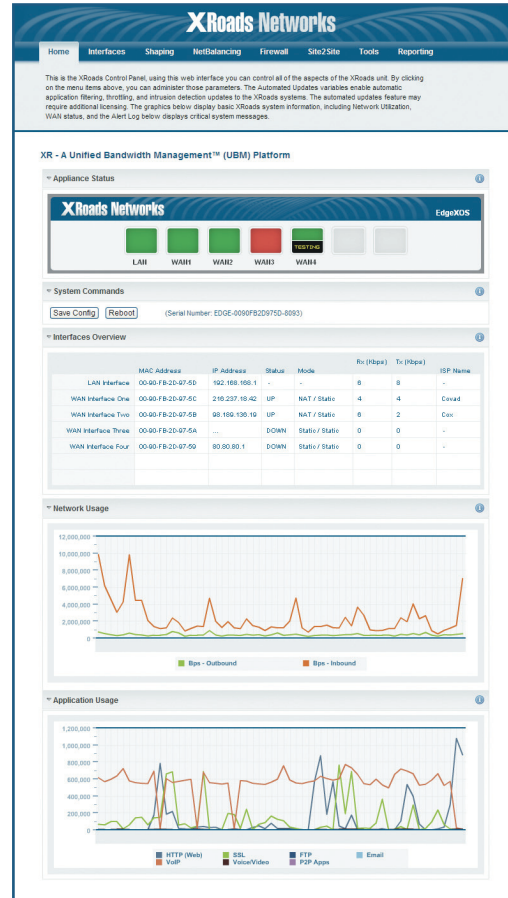 XRoads Networks
Home Interfaces Shaping NetBalancing Firewall Site2Site Tools Reporting
This is the XRoads Control Panel, using this web interface you can control all of the aspects of the XRoads unit. By clicking
on the menu items above, you can administer those parameters. The Automated Updates variables enable automatic
application filtering, throttling, and intrusion detection updates to the XRoads systems. The automated updates feature may
require additional licensing. The graphics below display basic XRoads system information, including Network Utilization,
WAN status, and the Alert Log below displays critical system messages.
XR - A Unified Bandwidth Management™ (UBM) Platform
Appliance Status
XRoads Networks EdgeXOS
TESTING
LAN WAN1 WAN2 WAN3 WAN4
System Commands
Save Config Reboot (Serial Number: EDGE-0090FB2D975D-8093)
Interfaces Overview
MAC Address IP Address Status Mode Rx (Kbps) Tx (Kbps) ISP Name
LAN Interface 00-90-FB-2D-97-5D 192.168.168.1 - - 6 8 -
WAN Interface One 00-90-FB-2D-97-5C 216.237.18.42 UP NAT / Static 4 4 Covad
WAN Interface Two 00-90-FB-2D-97-5B 98.189.136.19 UP NAT / Static 6 2 Cox
WAN Interface Three 00-90-FB-2D-97-5A ... DOWN Static / Static 0 0 -
WAN Interface Four 00-90-FB-2D-97-59 80.80.80.1 DOWN Static / Static 0 0 -
Network Usage
12,000,000
10,000,000
8,000,000
6,000,000
4,000,000
2,000,000
0
Bps - Outbound Bps - Inbound
Application Usage
1,200,000
1,000,000
800,000
600,000
400,000
200,000
0
HTTP (Web) SSL FTP Email
VoIP Voice/Video P2P Apps